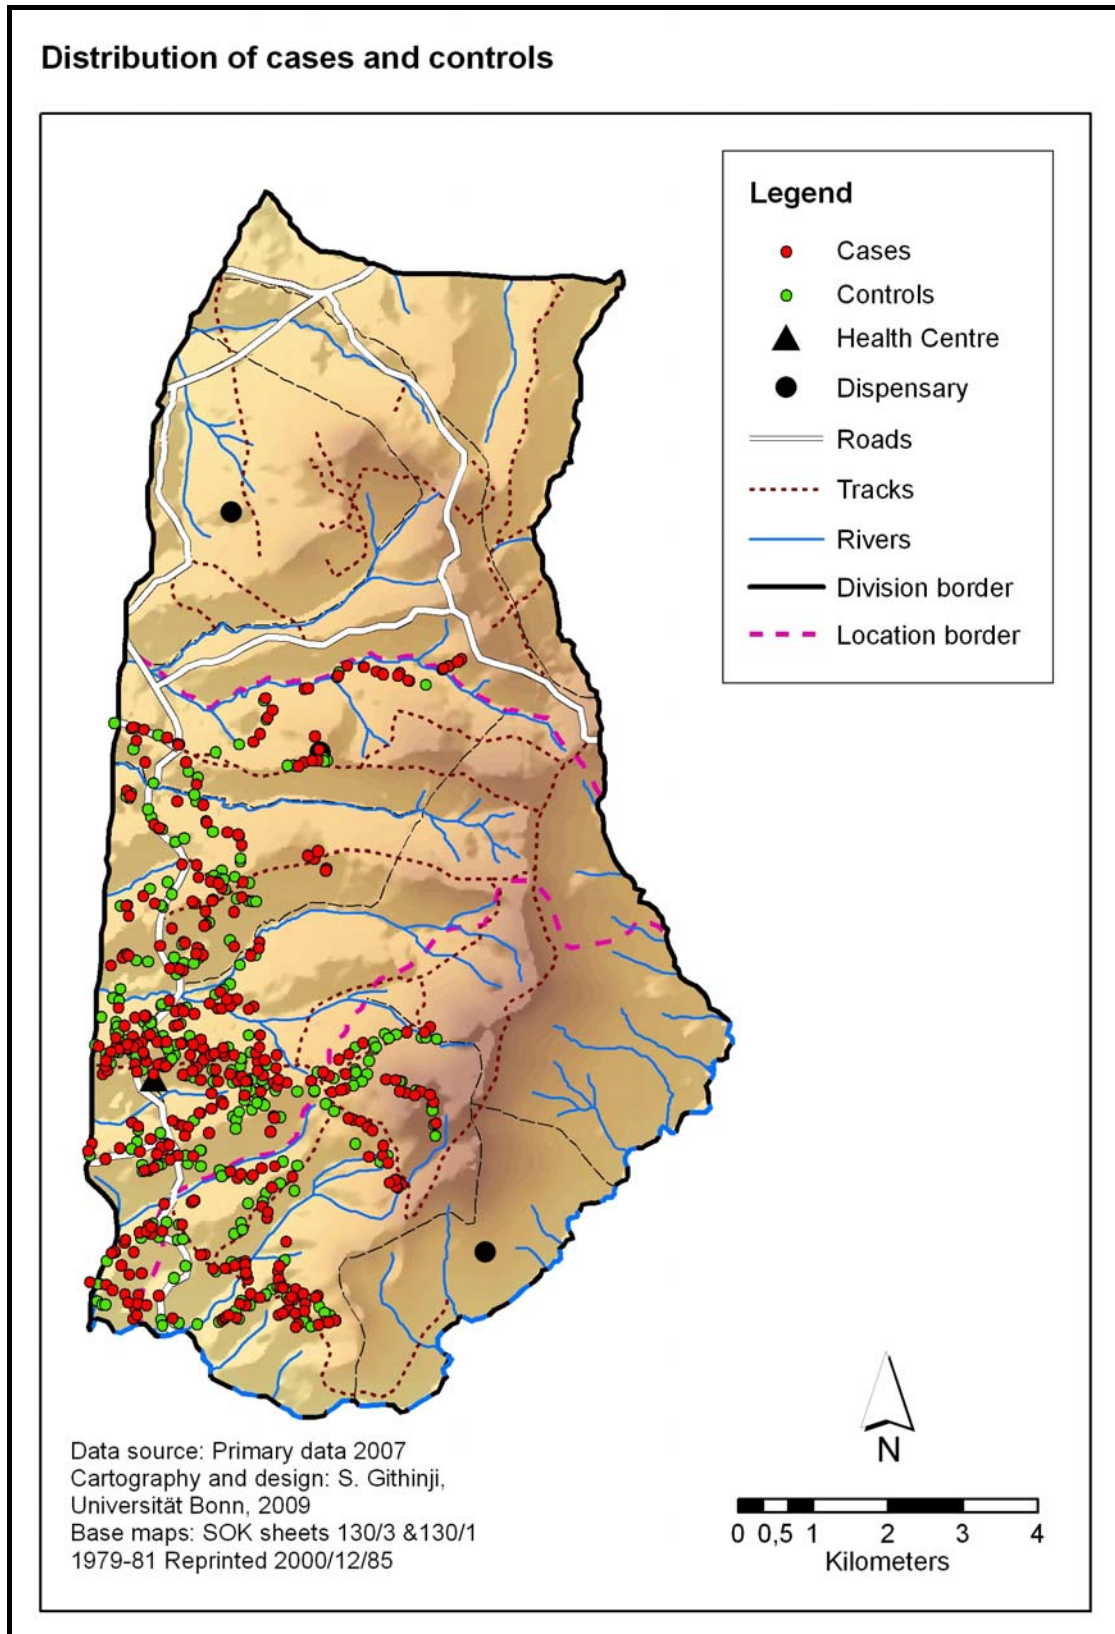 Distribution of cases and controls
Legend
Cases
Controls
Health Centre
Dispensary
Roads
Tracks
Rivers
Division border
Location border
Data source: Primary data 2007
Cartography and design: S. Githinji,
Universität Bonn, 2009
Base maps: SOK sheets 130/3 &130/1
1979-81 Reprinted 2000/12/85
N
0 0,5 1 2 3 4
Kilometers